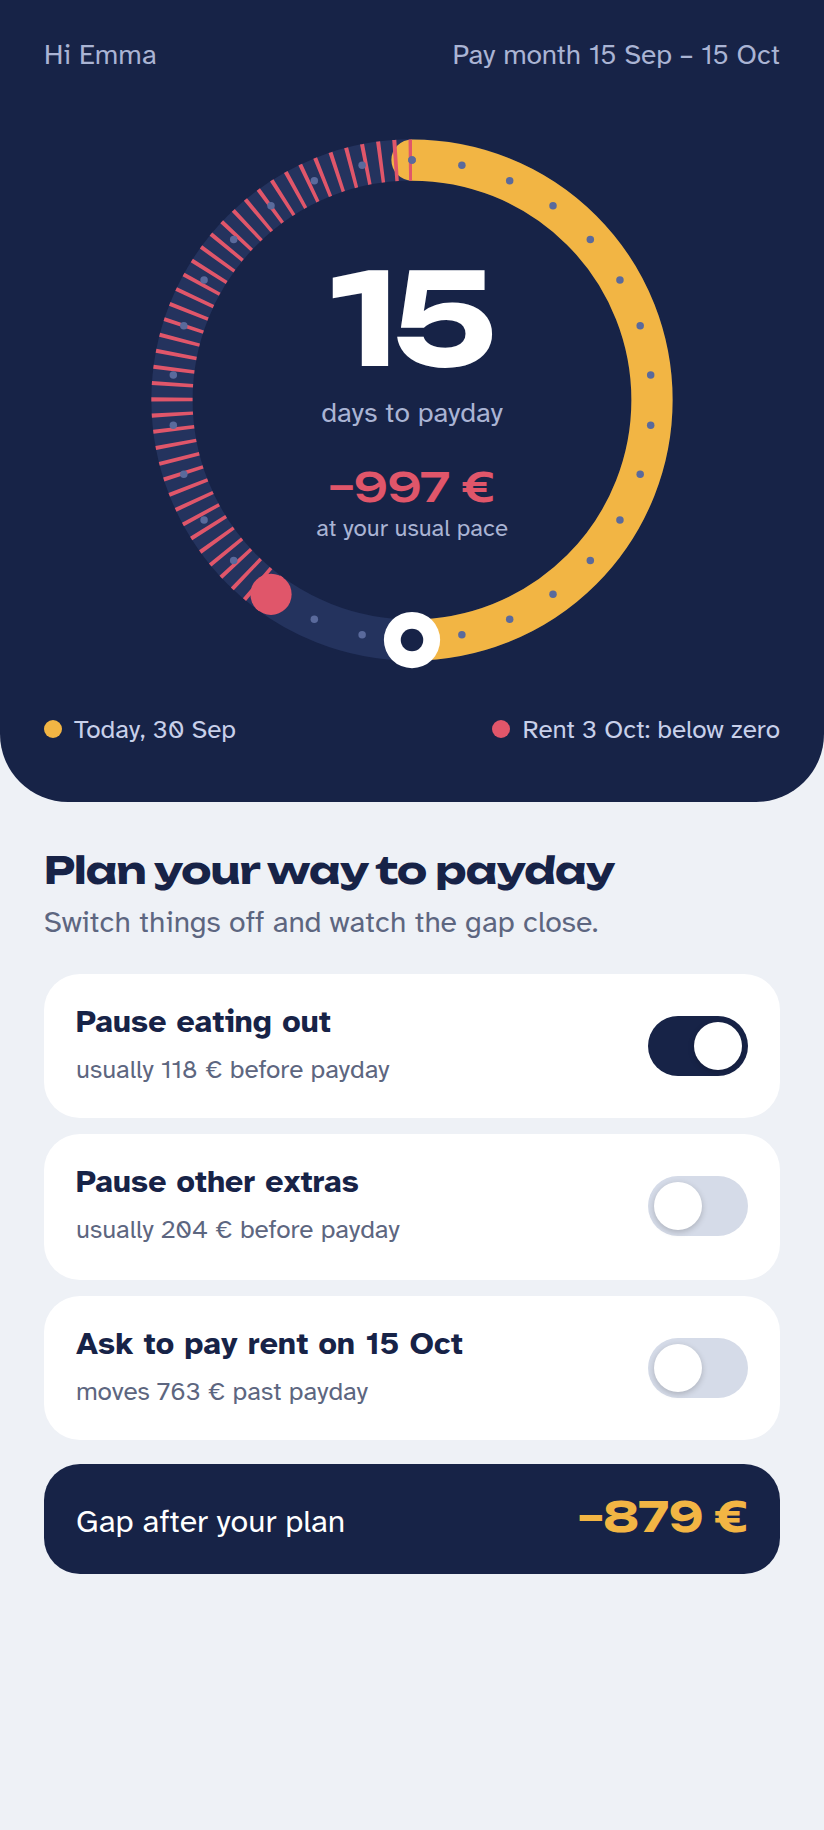 Hi Emma
Pay month 15 Sep – 15 Oct
15
days to payday
−997 €
at your usual pace
Today, 30 Sep
Rent 3 Oct: below zero
Plan your way to payday
Switch things off and watch the gap close.
Pause eating out
usually 118 € before payday
Pause other extras
usually 204 € before payday
Ask to pay rent on 15 Oct
moves 763 € past payday
Gap after your plan
−879 €